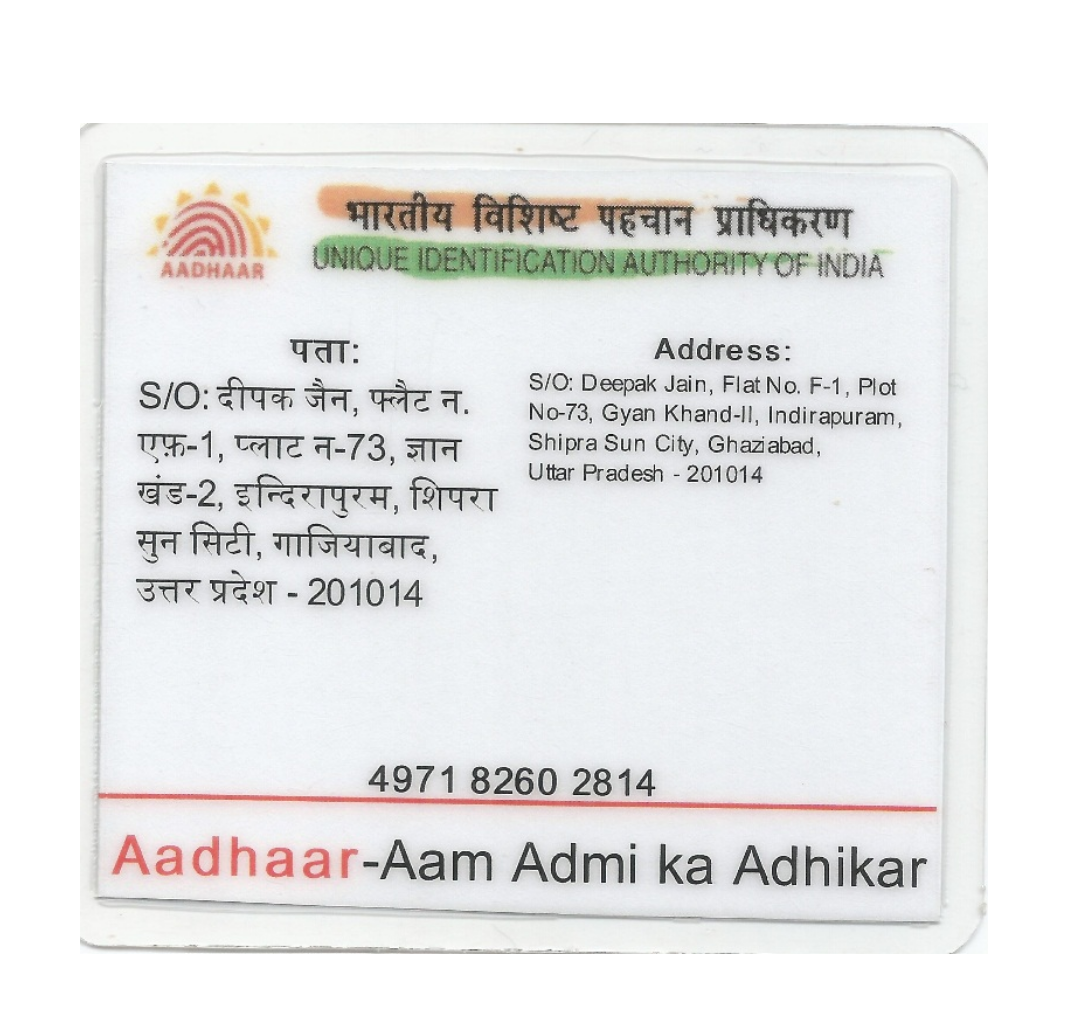 भारतीय विशिष्ट पहचान प्राधिकरण
AADHAAR
UNIQUE IDENTIFICATION AUTHORITY OF INDIA
पता:
S/O: दीपक जैन, फ्लैट न.
एफ़-1, प्लाट न-73, ज्ञान
खंड-2, इन्दिरापुरम, शिपरा
सुन सिटी, गाजियाबाद,
उत्तर प्रदेश - 201014
Address:
S/O: Deepak Jain, Flat No. F-1, Plot
No-73, Gyan Khand-II, Indirapuram,
Shipra Sun City, Ghaziabad,
Uttar Pradesh - 201014
4971 8260 2814
Aadhaar-Aam Admi ka Adhikar